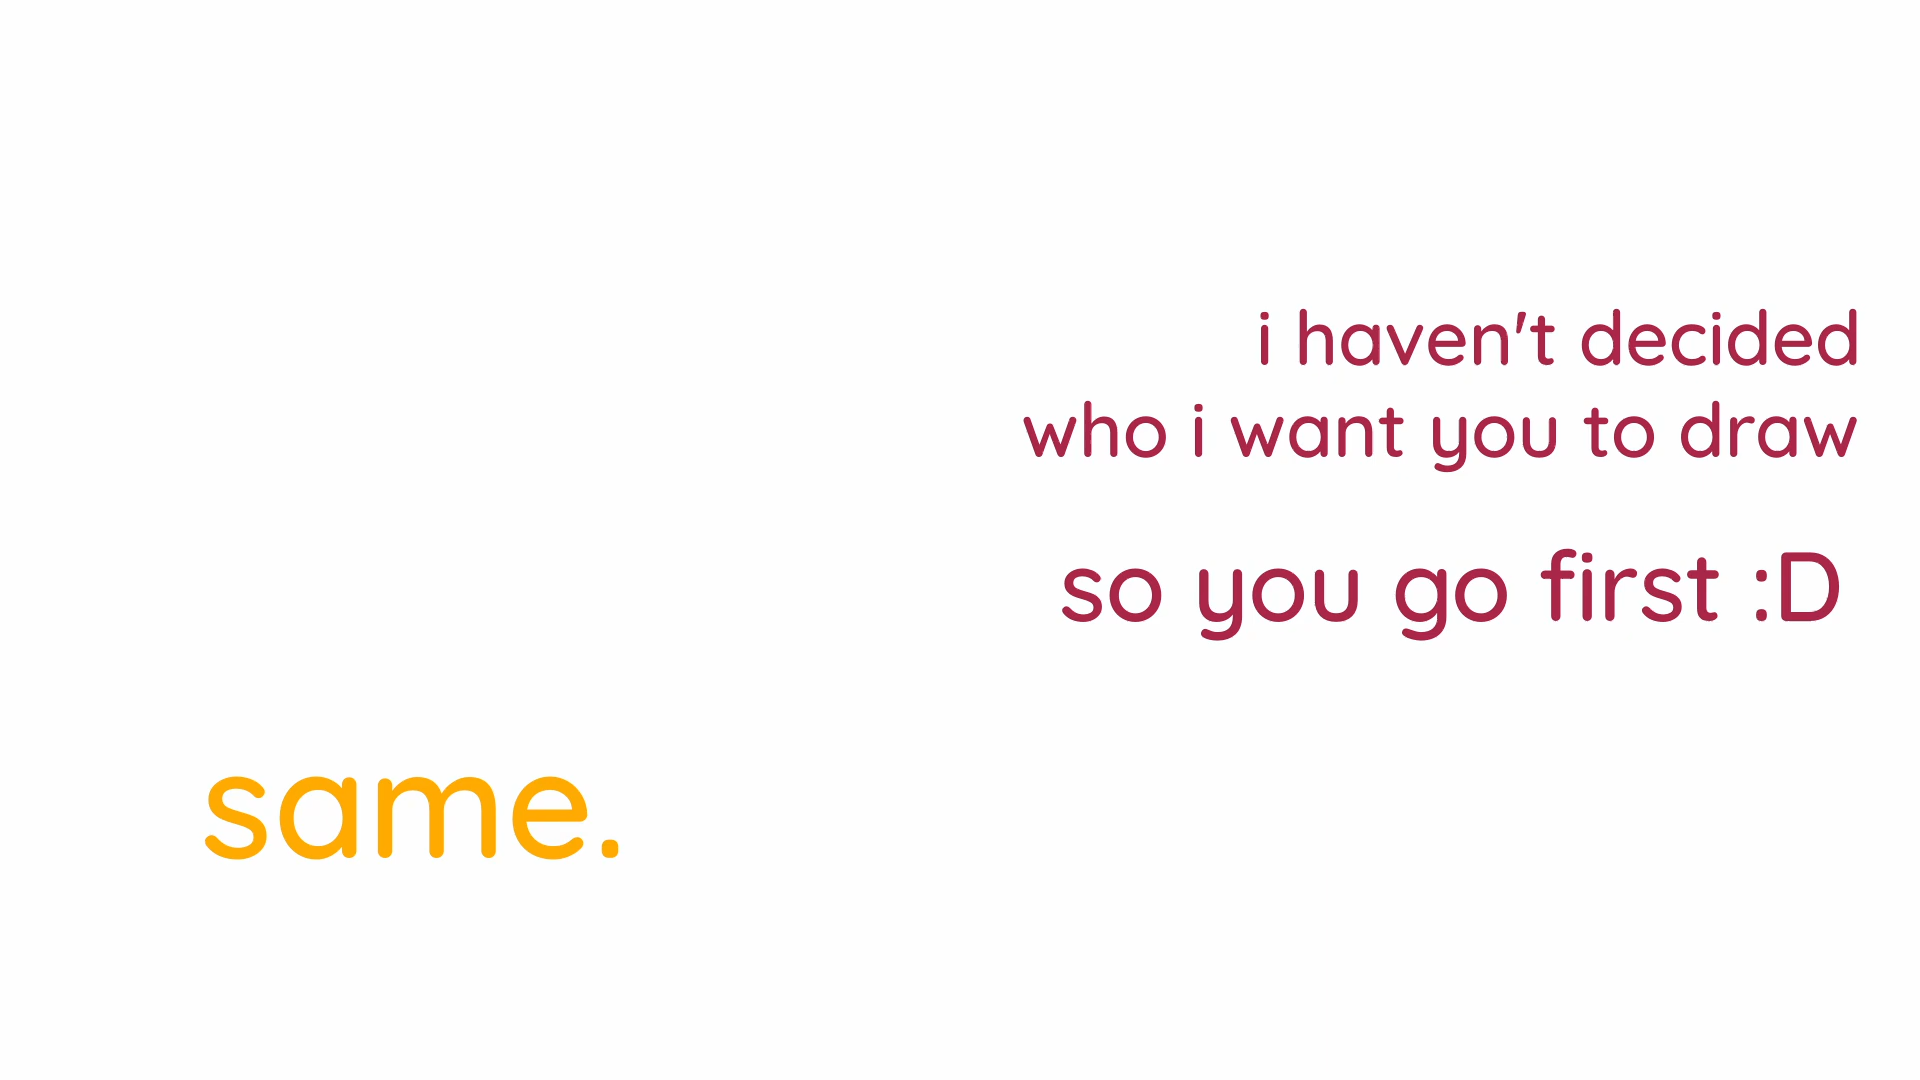 i haven't decided
who i want you to draw
so you go first :D
same.